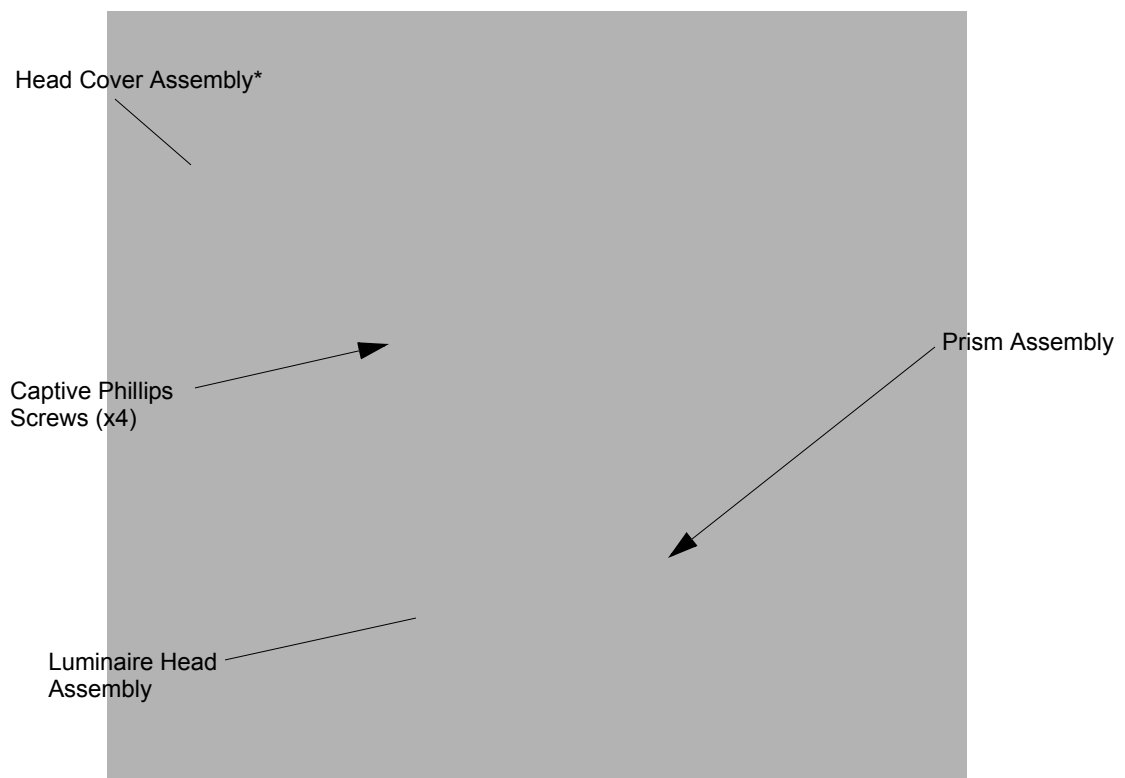 Head Cover Assembly*
Prism Assembly
Captive Phillips
Screws (x4)
Luminaire Head
Assembly